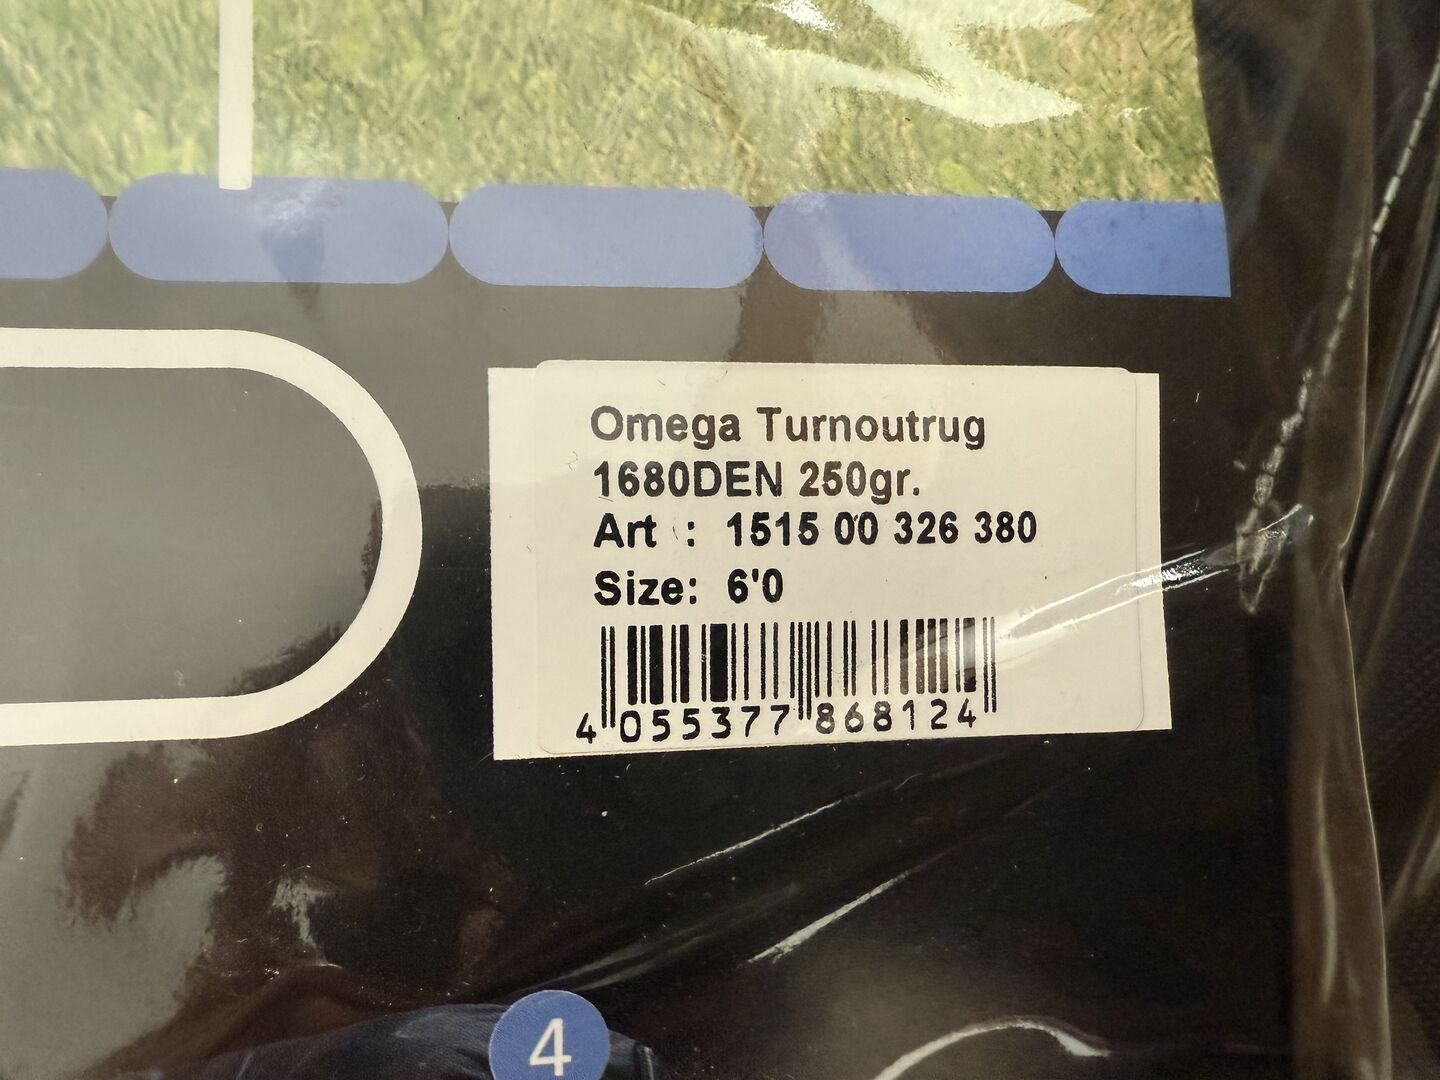 Omega Turnoutrug
1680DEN 250gr.
Art : 1515 00 326 380
Size: 6'0
4 055377 868124
4